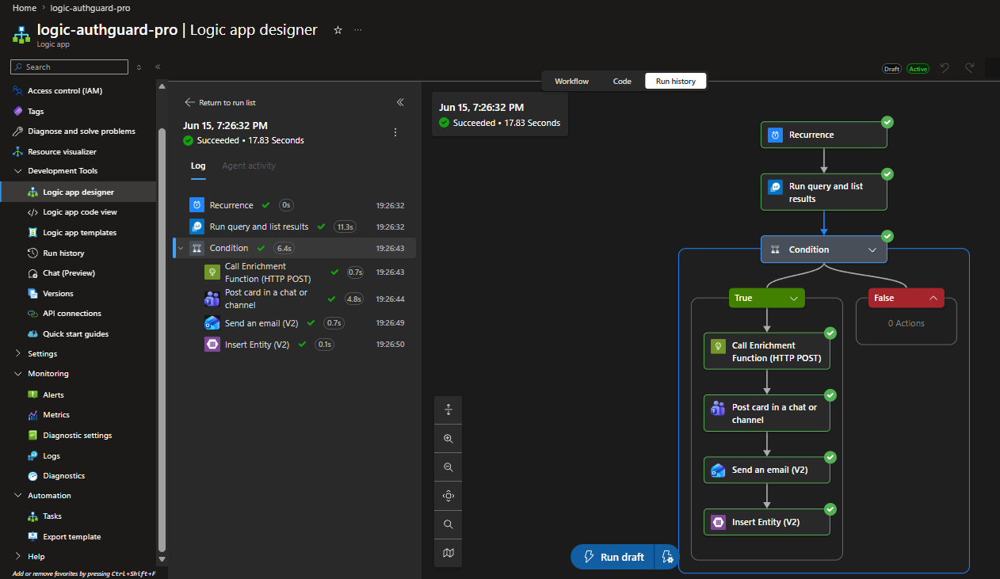 Home › logic-authguard-pro
logic-authguard-pro | Logic app designer
Logic app
Search
Draft
Active
Access control (IAM)
Tags
Diagnose and solve problems
Resource visualizer
Development Tools
Logic app designer
Logic app code view
Logic app templates
Run history
Chat (Preview)
Versions
API connections
Quick start guides
Settings
Monitoring
Alerts
Metrics
Diagnostic settings
Logs
Diagnostics
Automation
Tasks
Export template
Help
Add or remove favorites by pressing Ctrl+Shift+F
Return to run list
Jun 15, 7:26:32 PM
Succeeded • 17.83 Seconds
Log Agent activity
Recurrence 0s 19:26:32
Run query and list results 11.3s 19:26:32
Condition 6.4s 19:26:43
Call Enrichment
Function (HTTP POST) 0.7s 19:26:43
Post card in a chat or
channel 4.8s 19:26:44
Send an email (V2) 0.7s 19:26:49
Insert Entity (V2) 0.1s 19:26:50
Workflow Code Run history
Jun 15, 7:26:32 PM
Succeeded • 17.83 Seconds
Recurrence
Run query and list
results
Condition
True
False
0 Actions
Call Enrichment
Function (HTTP POST)
Post card in a chat or
channel
Send an email (V2)
Insert Entity (V2)
Run draft